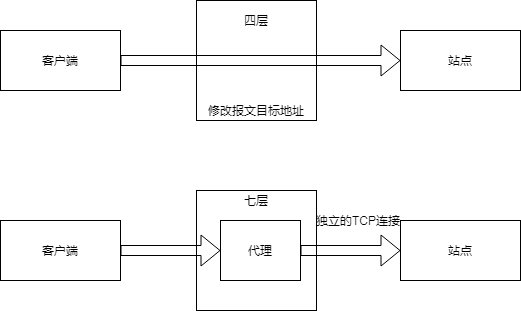 四层
客户端
站点
修改报文目标地址
七层
独立的TCP连接
客户端
代理
站点